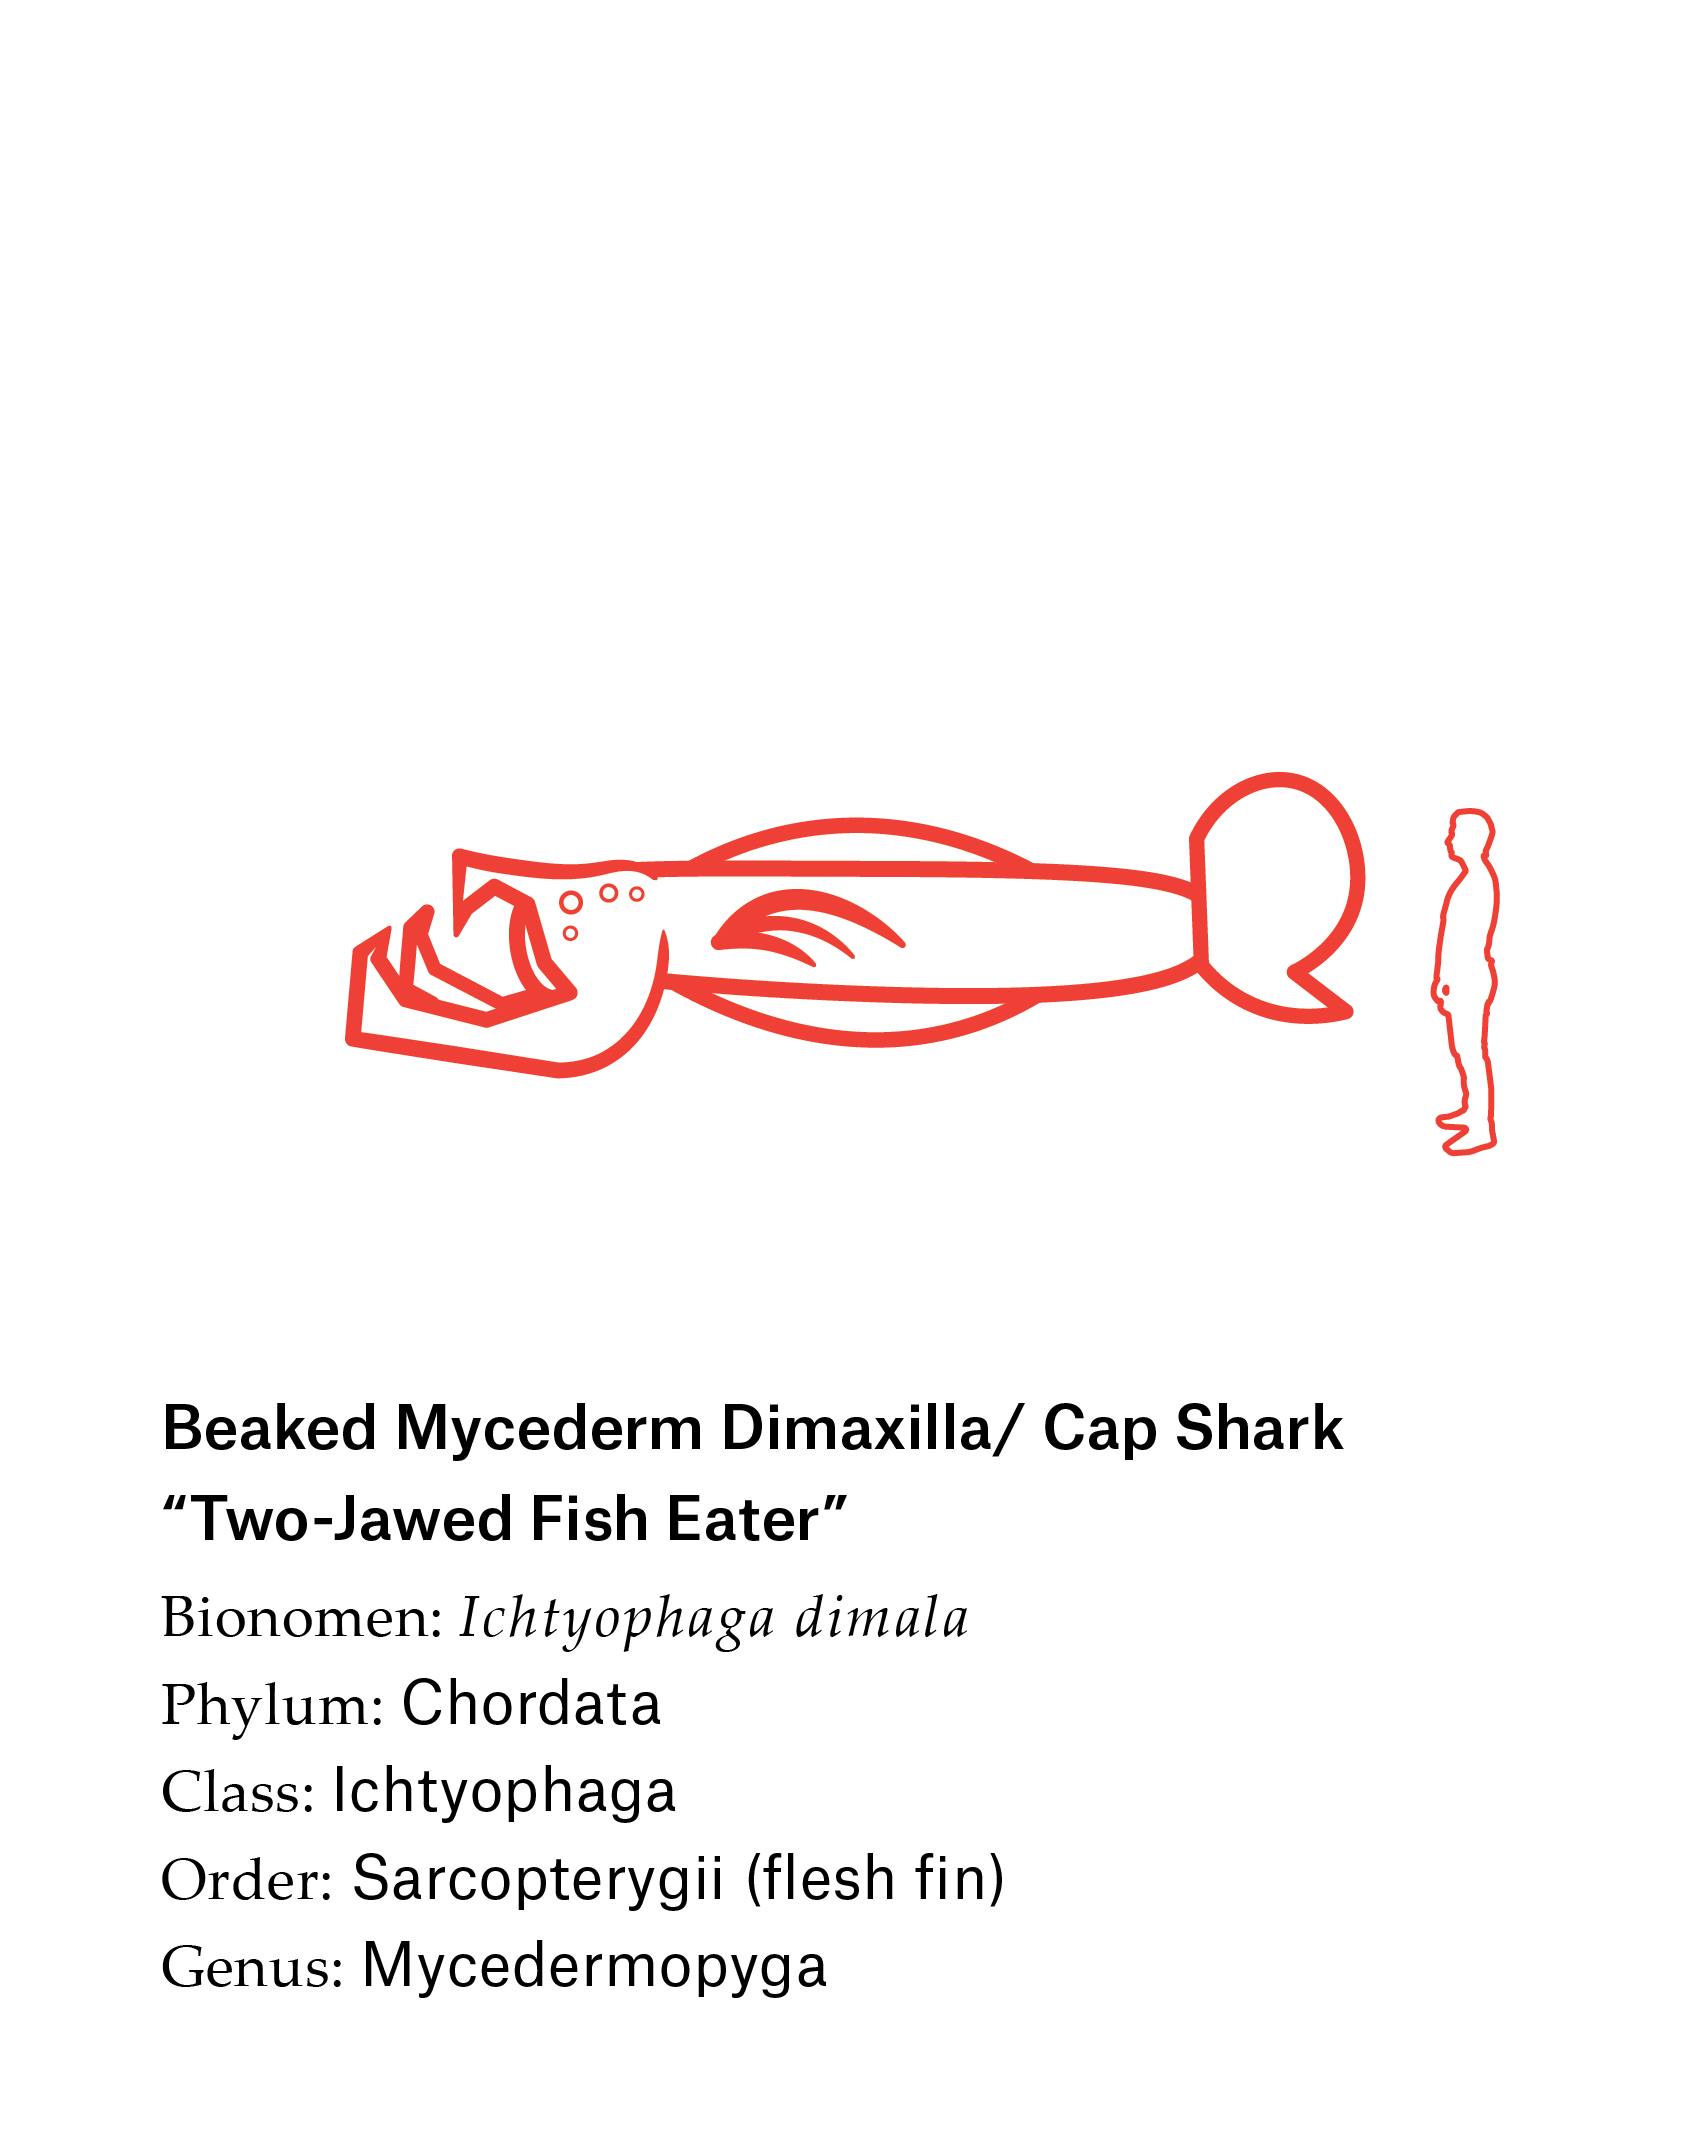 Beaked Mycederm Dimaxilla/ Cap Shark
“Two-Jawed Fish Eater”
Bionomen: Ichtyophaga dimala
Phylum: Chordata
Class: Ichtyophaga
Order: Sarcopterygii (flesh fin)
Genus: Mycedermopyga